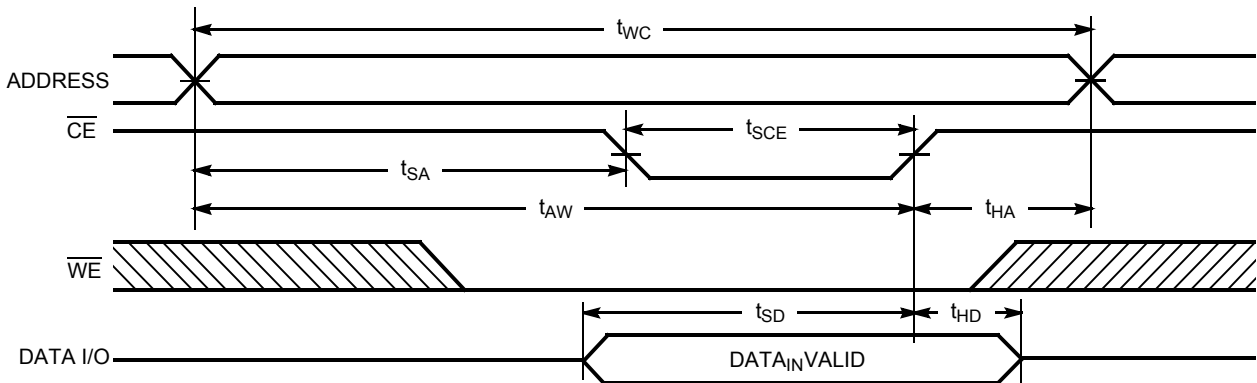 tWC
ADDRESS
CE
tSCE
tSA
tAW
tHA
WE
tSD
tHD
DATA I/O
DATAINVALID